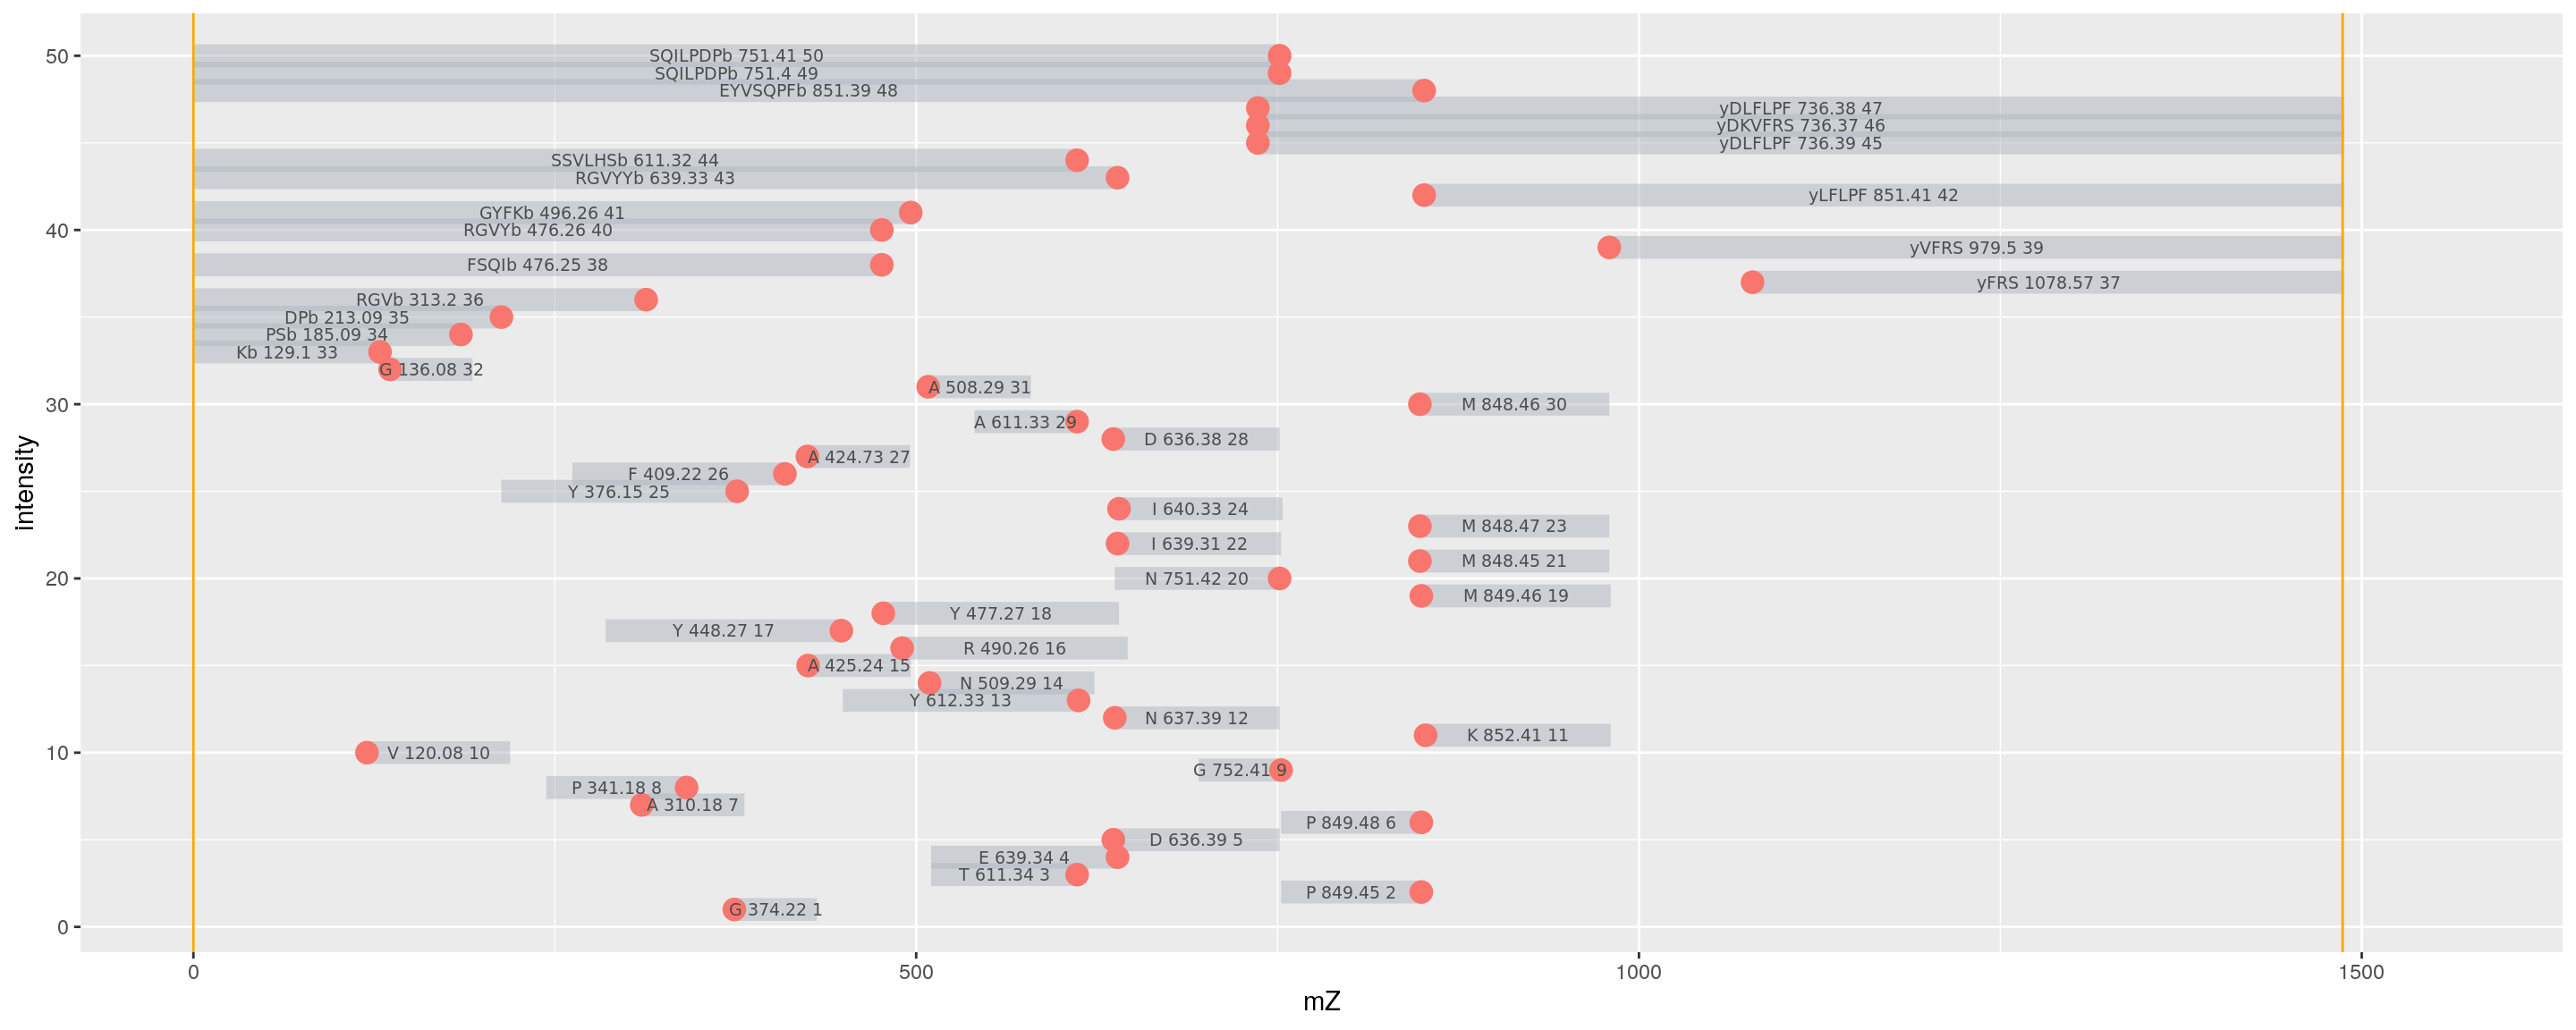 50
SQILPDPb 751.41 50
SQILPDPb 751.4 49
EYVSQPFb 851.39 48
yDLFLPF 736.38 47
yDKVFRS 736.37 46
yDLFLPF 736.39 45
SSVLHSb 611.32 44
RGVYYb 639.33 43
yLFLPF 851.41 42
GYFKb 496.26 41
40
RGVYb 476.26 40
yVFRS 979.5 39
FSQIb 476.25 38
yFRS 1078.57 37
RGVb 313.2 36
DPb 213.09 35
PSb 185.09 34
Kb 129.1 33
G 136.08 32
A 508.29 31
30
M 848.46 30
A 611.33 29
D 636.38 28
A 424.73 27
F 409.22 26
Y 376.15 25
I 640.33 24
M 848.47 23
I 639.31 22
M 848.45 21
20
N 751.42 20
M 849.46 19
Y 477.27 18
Y 448.27 17
R 490.26 16
A 425.24 15
N 509.29 14
Y 612.33 13
N 637.39 12
K 852.41 11
10
V 120.08 10
G 752.41 9
P 341.18 8
A 310.18 7
P 849.48 6
D 636.39 5
E 639.34 4
T 611.34 3
P 849.45 2
G 374.22 1
0
intensity
0 500 1000 1500
mZ